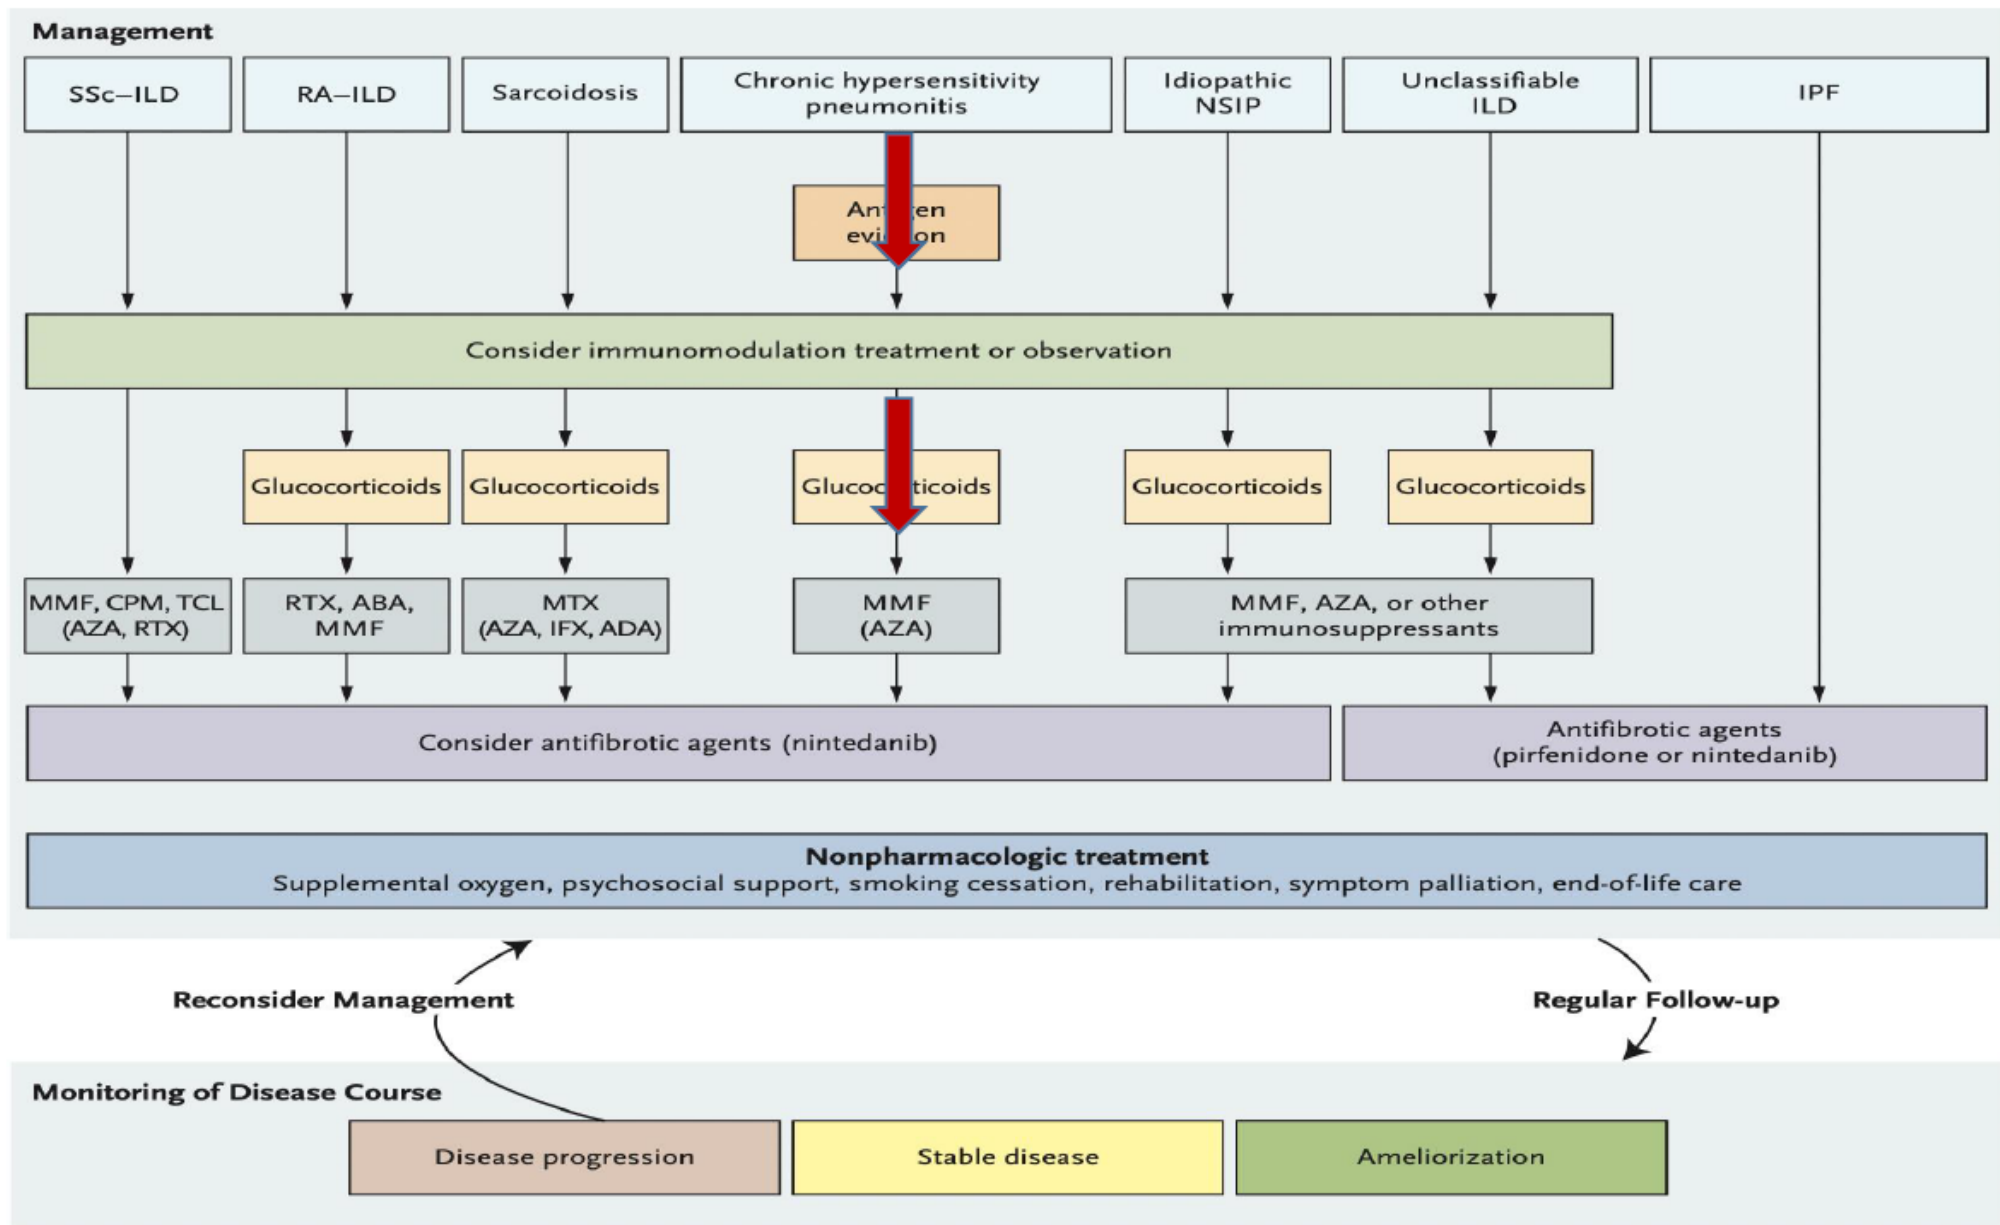 Management
SSc–ILD
RA–ILD
Sarcoidosis
Chronic hypersensitivity
pneumonitis
Idiopathic
NSIP
Unclassifiable
ILD
IPF
Consider immunomodulation treatment or observation
Glucocorticoids
Glucocorticoids
Glucocorticoids
Glucocorticoids
MMF, CPM, TCL
(AZA, RTX)
RTX, ABA,
MMF
MTX
(AZA, IFX, ADA)
MMF
(AZA)
MMF, AZA, or other
immunosuppressants
Consider antifibrotic agents (nintedanib)
Antifibrotic agents
(pirfenidone or nintedanib)
Nonpharmacologic treatment
Supplemental oxygen, psychosocial support, smoking cessation, rehabilitation, symptom palliation, end-of-life care
Reconsider Management
Regular Follow-up
Monitoring of Disease Course
Disease progression
Stable disease
Ameliorization